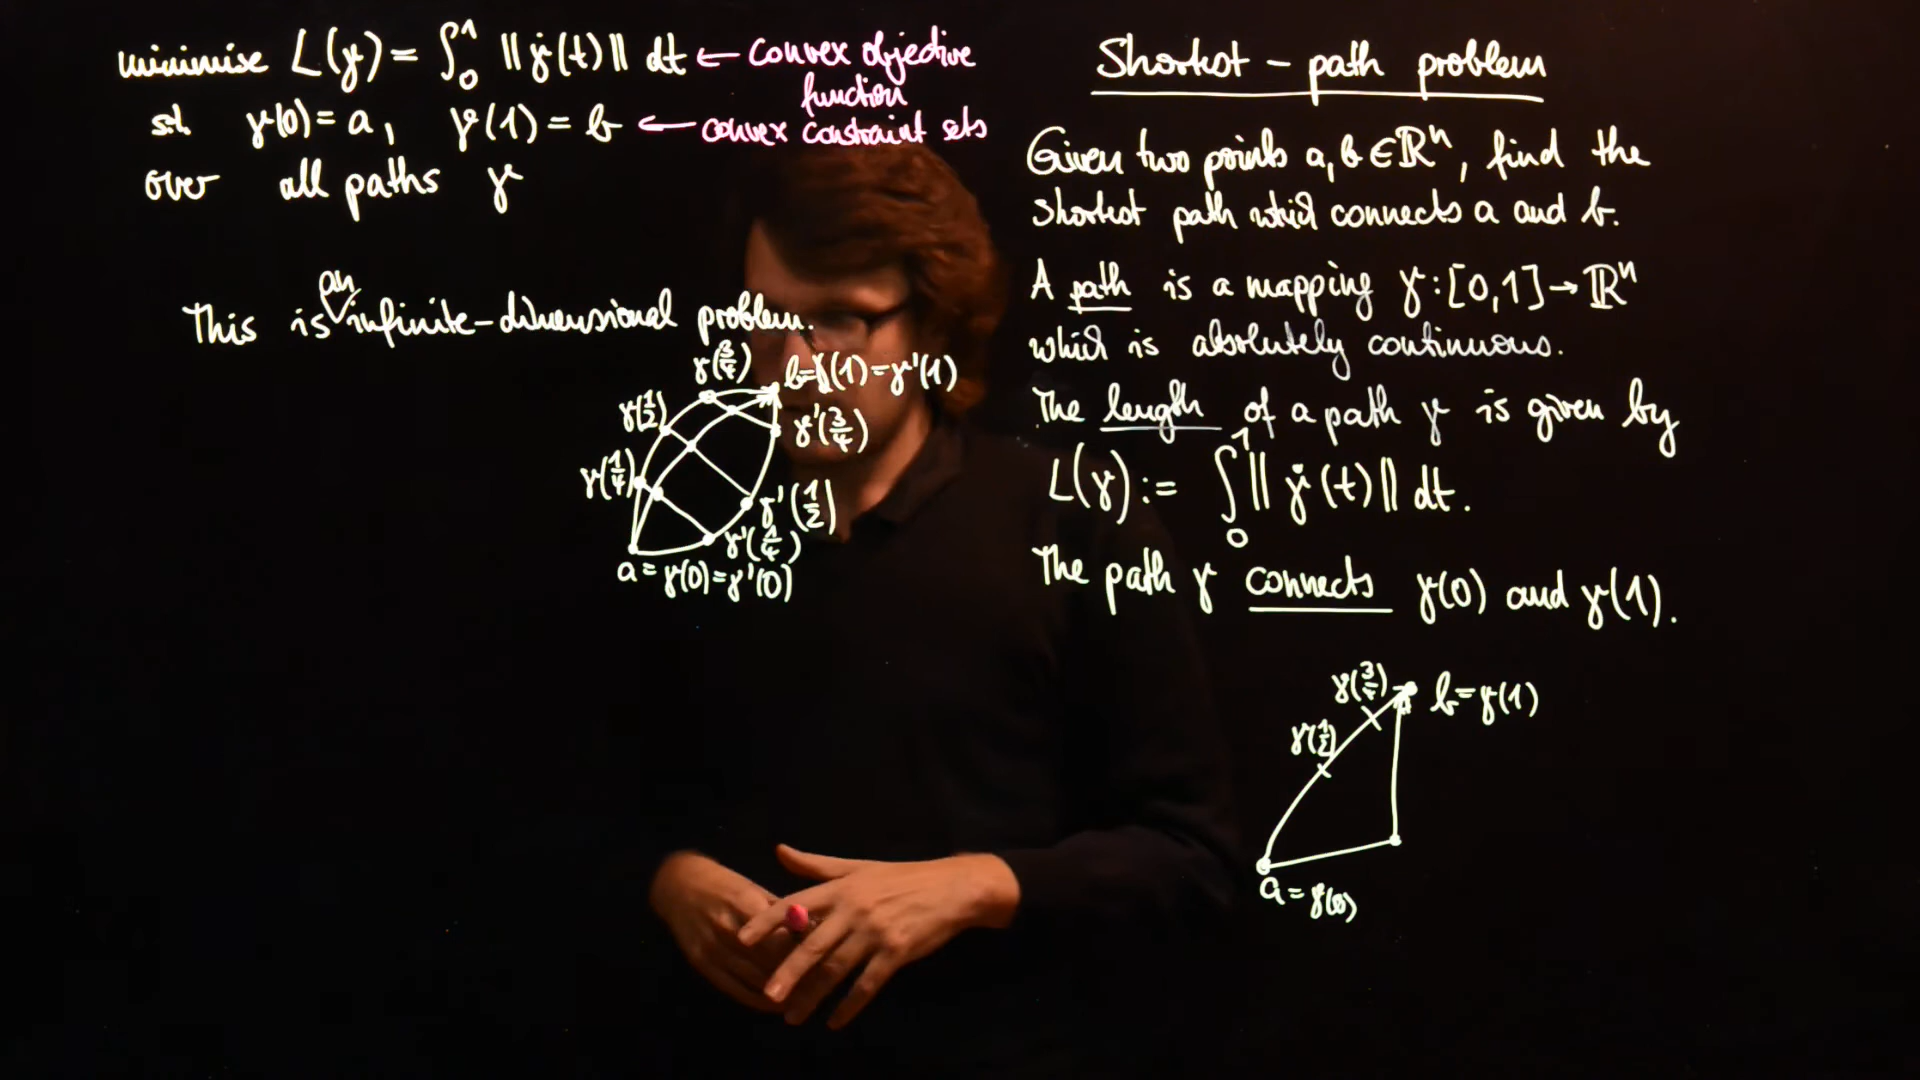 minimise L(γ) = ∫₀¹ ‖γ̇(t)‖ dt ← convex objective
function
st. γ(0) = a, γ(1) = b ← convex constraint sets
over all paths γ
an
This is infinite-dimensional problem.
γ(3/4)
b=γ(1)=γ'(1)
γ(1/2)
γ'(3/4)
γ(1/4)
γ'(1/2)
γ'(1/4)
a = γ(0)=γ'(0)
Shortest - path problem
Given two points a, b ∈ ℝⁿ, find the
shortest path which connects a and b.
A path is a mapping γ : [0,1] → ℝⁿ
which is absolutely continuous.
The length of a path γ is given by
L(γ) := ∫₀¹ ‖γ̇(t)‖ dt.
The path γ connects γ(0) and γ(1).
γ(3/4)
b=γ(1)
γ(1/2)
a = γ(0)